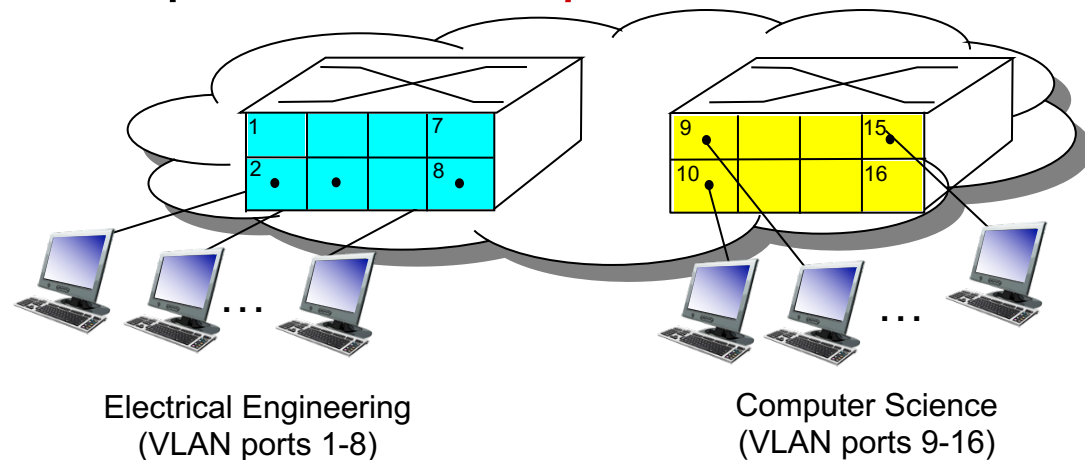 1 7
2 8
9 15
10 16
... ...
Electrical Engineering
(VLAN ports 1-8)
Computer Science
(VLAN ports 9-16)